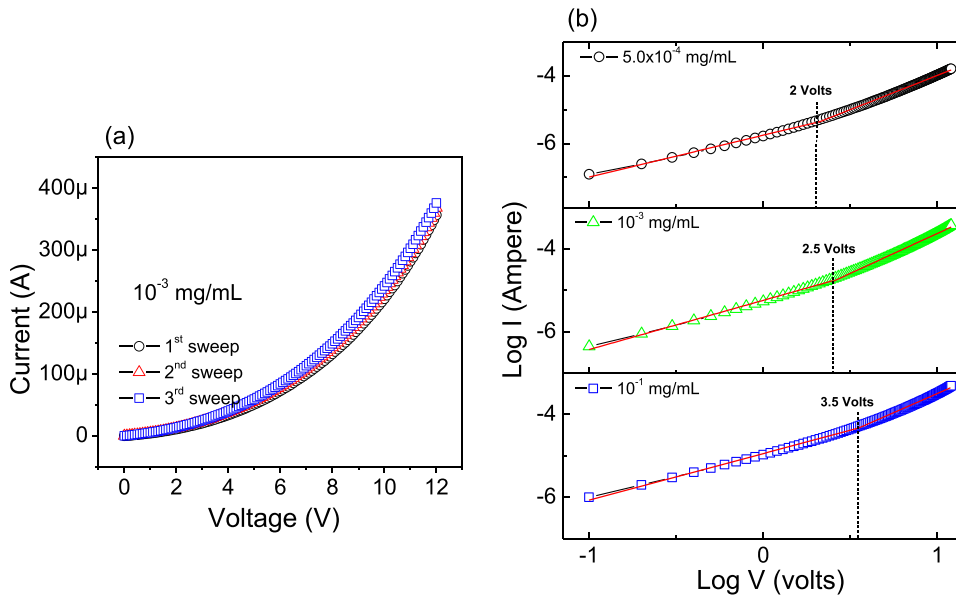 (a)
400μ
300μ
200μ
100μ
0
Current (A)
10⁻³ mg/mL
1ˢᵗ sweep
2ⁿᵈ sweep
3ʳᵈ sweep
0 2 4 6 8 10 12
Voltage (V)
(b)
5.0x10⁻⁴ mg/mL
2 Volts
-4
-6
10⁻³ mg/mL
2.5 Volts
-4
-6
Log I (Ampere)
10⁻¹ mg/mL
3.5 Volts
-4
-6
-1 0 1
Log V (volts)